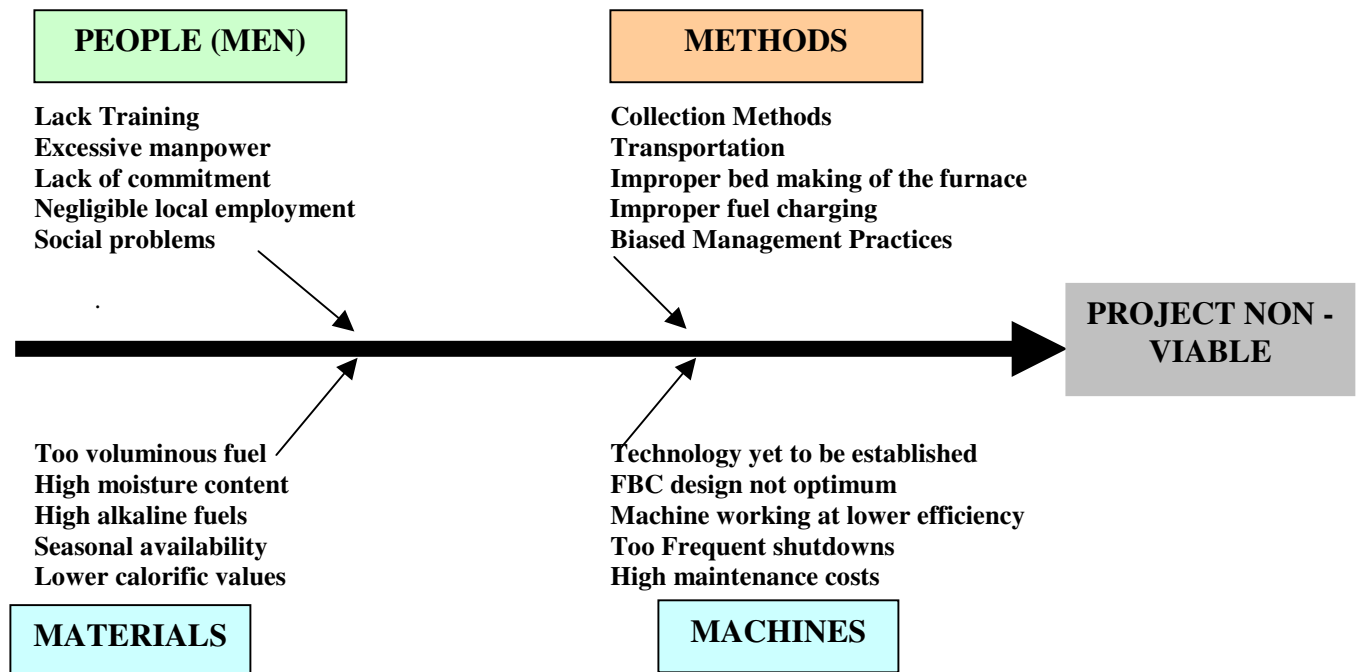 PEOPLE (MEN)
Lack Training
Excessive manpower
Lack of commitment
Negligible local employment
Social problems
.
METHODS
Collection Methods
Transportation
Improper bed making of the furnace
Improper fuel charging
Biased Management Practices
PROJECT NON -
VIABLE
Too voluminous fuel
High moisture content
High alkaline fuels
Seasonal availability
Lower calorific values
MATERIALS
Technology yet to be established
FBC design not optimum
Machine working at lower efficiency
Too Frequent shutdowns
High maintenance costs
MACHINES